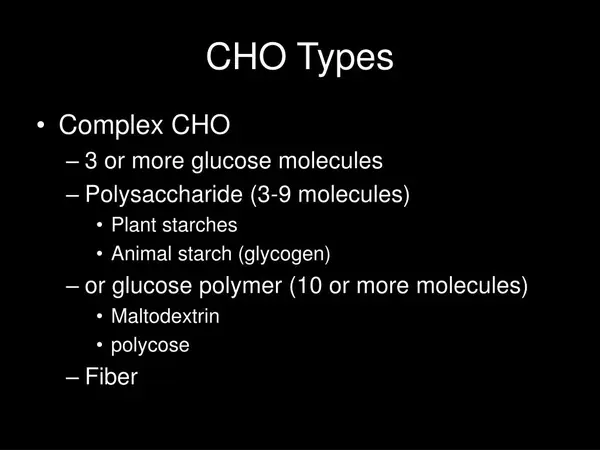 CHO Types
• Complex CHO
– 3 or more glucose molecules
– Polysaccharide (3-9 molecules)
• Plant starches
• Animal starch (glycogen)
– or glucose polymer (10 or more molecules)
• Maltodextrin
• polycose
– Fiber